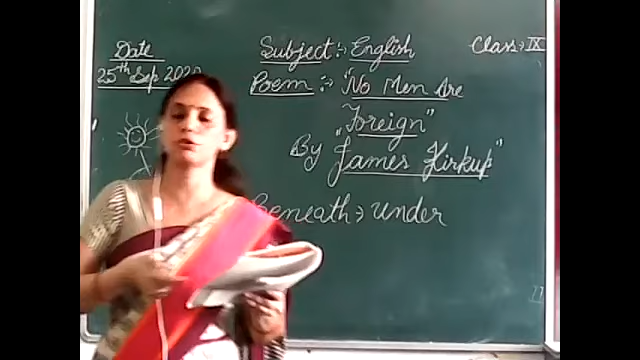 Date
25th Sep 2020
Subject :- English
Class :- IX
Poem :- "No Men Are
Foreign"
By "James Kirkup"
Beneath → Under